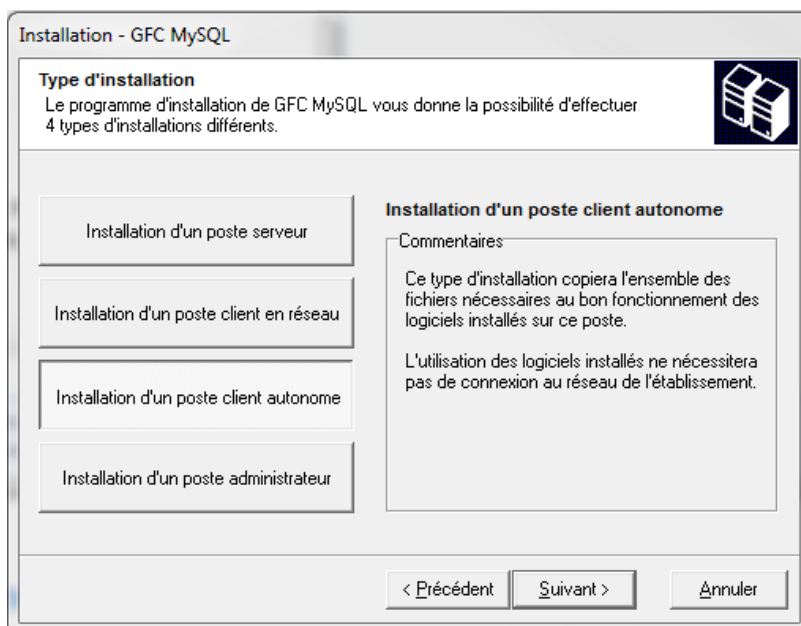 Installation - GFC MySQL
Type d'installation
Le programme d'installation de GFC MySQL vous donne la possibilité d'effectuer
4 types d'installations différents.
Installation d'un poste serveur
Installation d'un poste client en réseau
Installation d'un poste client autonome
Installation d'un poste administrateur
Installation d'un poste client autonome
Commentaires
Ce type d'installation copiera l'ensemble des
fichiers nécessaires au bon fonctionnement des
logiciels installés sur ce poste.
L'utilisation des logiciels installés ne nécessitera
pas de connexion au réseau de l'établissement.
< Précédent
Suivant >
Annuler